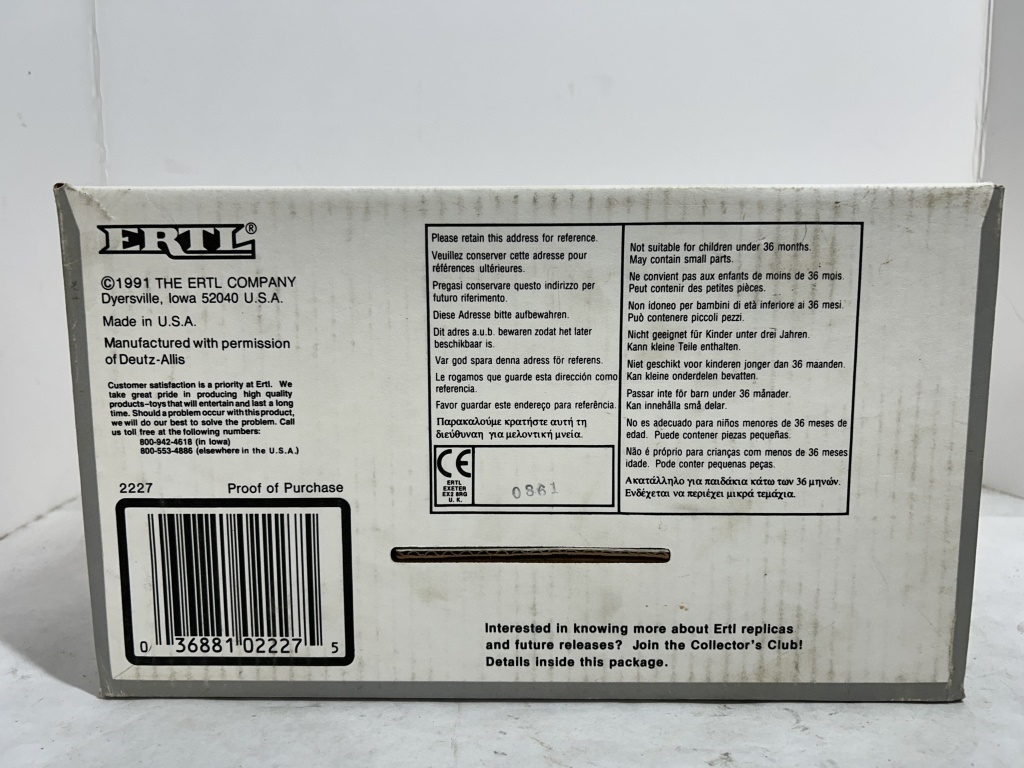 ERTL®
©1991 THE ERTL COMPANY
Dyersville, Iowa 52040 U.S.A.
Made in U.S.A.
Manufactured with permission
of Deutz-Allis
Customer satisfaction is a priority at Ertl. We
take great pride in producing high quality
products-toys that will entertain and last a long
time. Should a problem occur with this product,
we will do our best to solve the problem. Call
us toll free at the following numbers:
800-942-4618 (in Iowa)
800-553-4886 (elsewhere in the U.S.A.)
2227 Proof of Purchase
0 36881 02227 5
Please retain this address for reference.
Veuillez conserver cette adresse pour
références ultérieures.
Pregasi conservare questo indirizzo per
futuro riferimento.
Diese Adresse bitte aufbewahren.
Dit adres a.u.b. bewaren zodat het later
beschikbaar is.
Var god spara denna adress för referens.
Le rogamos que guarde esta dirección como
referencia.
Favor guardar este endereço para referência.
Παρακαλούμε κρατήστε αυτή τη
διεύθυναη για μελοντική μνεία.
CE
ERTL
EXETER
EX2 8RG
U. K.
0861
Not suitable for children under 36 months.
May contain small parts.
Ne convient pas aux enfants de moins de 36 mois.
Peut contenir des petites pièces.
Non idoneo per bambini di età inferiore ai 36 mesi.
Può contenere piccoli pezzi.
Nicht geeignet für Kinder unter drei Jahren.
Kann kleine Teile enthalten.
Niet geschikt voor kinderen jonger dan 36 maanden.
Kan kleine onderdelen bevatten.
Passar inte för barn under 36 månader.
Kan innehålla små delar.
No es adecuado para niños menores de 36 meses de
edad. Puede contener piezas pequeñas.
Não é próprio para crianças com menos de 36 meses
idade. Pode conter pequenas peças.
Ακατάλληλο για παιδάκια κάτω των 36 μηνών.
Ενδέχεται να περιέχει μικρά τεμάχια.
Interested in knowing more about Ertl replicas
and future releases? Join the Collector's Club!
Details inside this package.